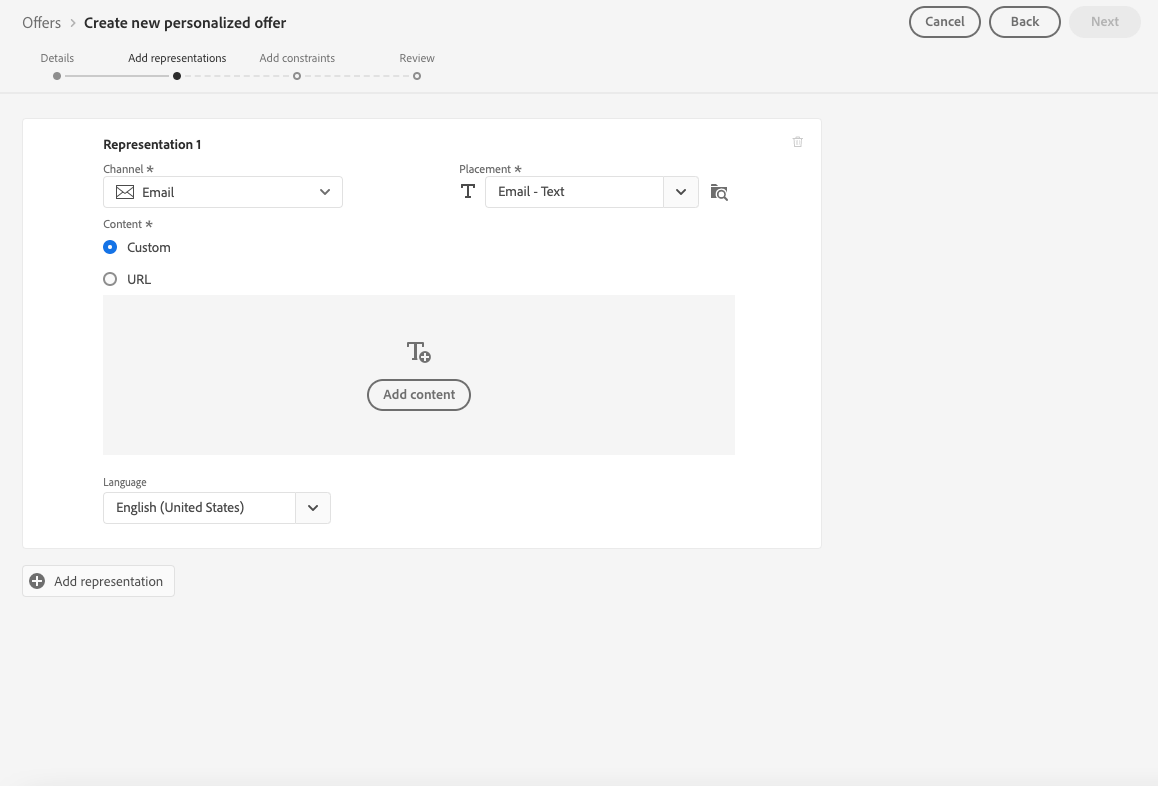 Offers > Create new personalized offer
Cancel
Back
Next
Details
Add representations
Add constraints
Review
Representation 1
Channel *
Placement *
Email
Email - Text
Content *
Custom
URL
Add content
Language
English (United States)
Add representation